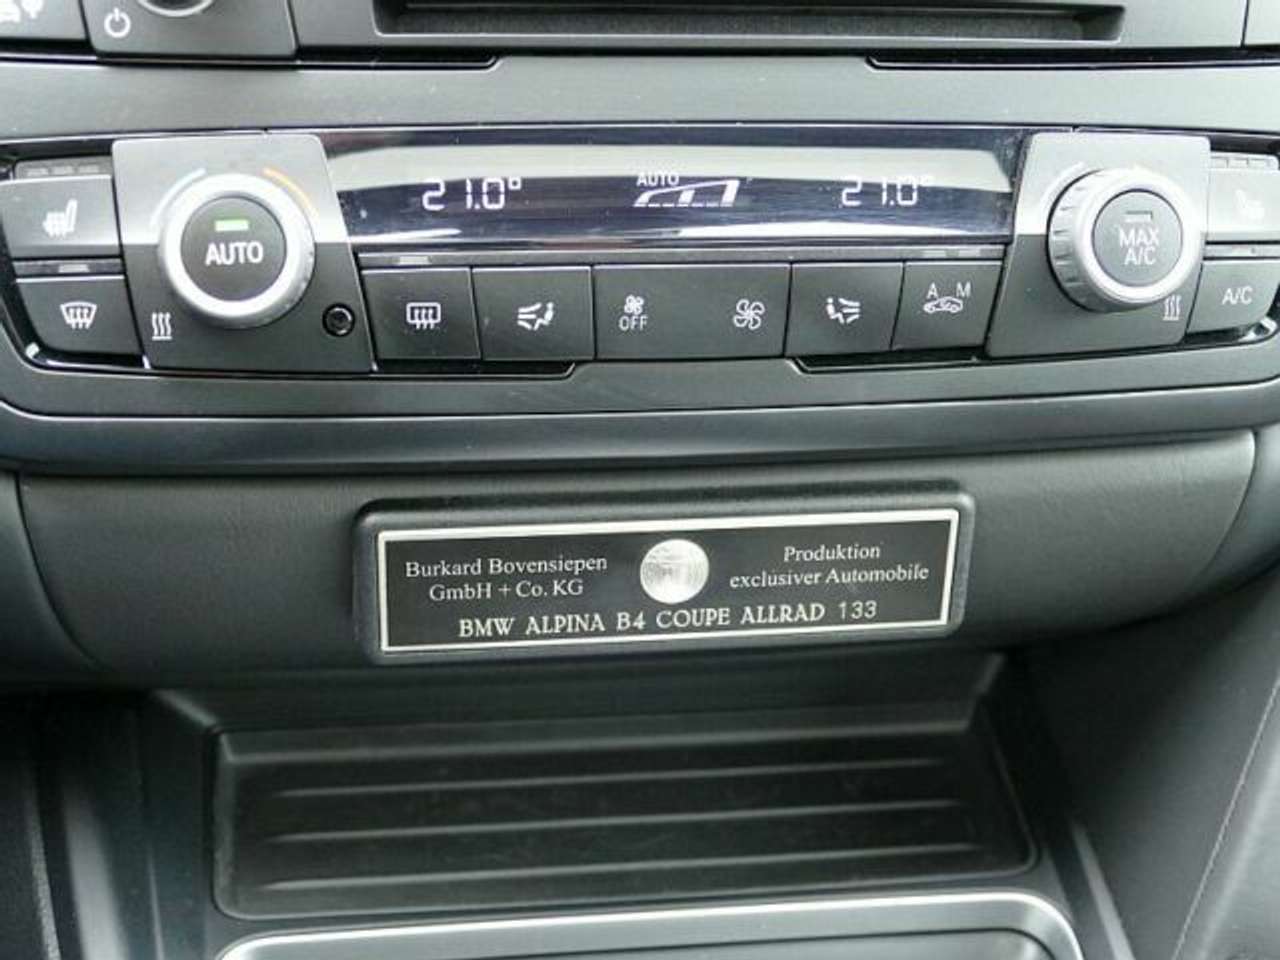 21.0°
AUTO
21.0°
AUTO
MAX
A/C
OFF
A M
A/C
Burkard Bovensiepen
GmbH + Co. KG
Produktion
exclusiver Automobile
BMW ALPINA B4 COUPE ALLRAD 133